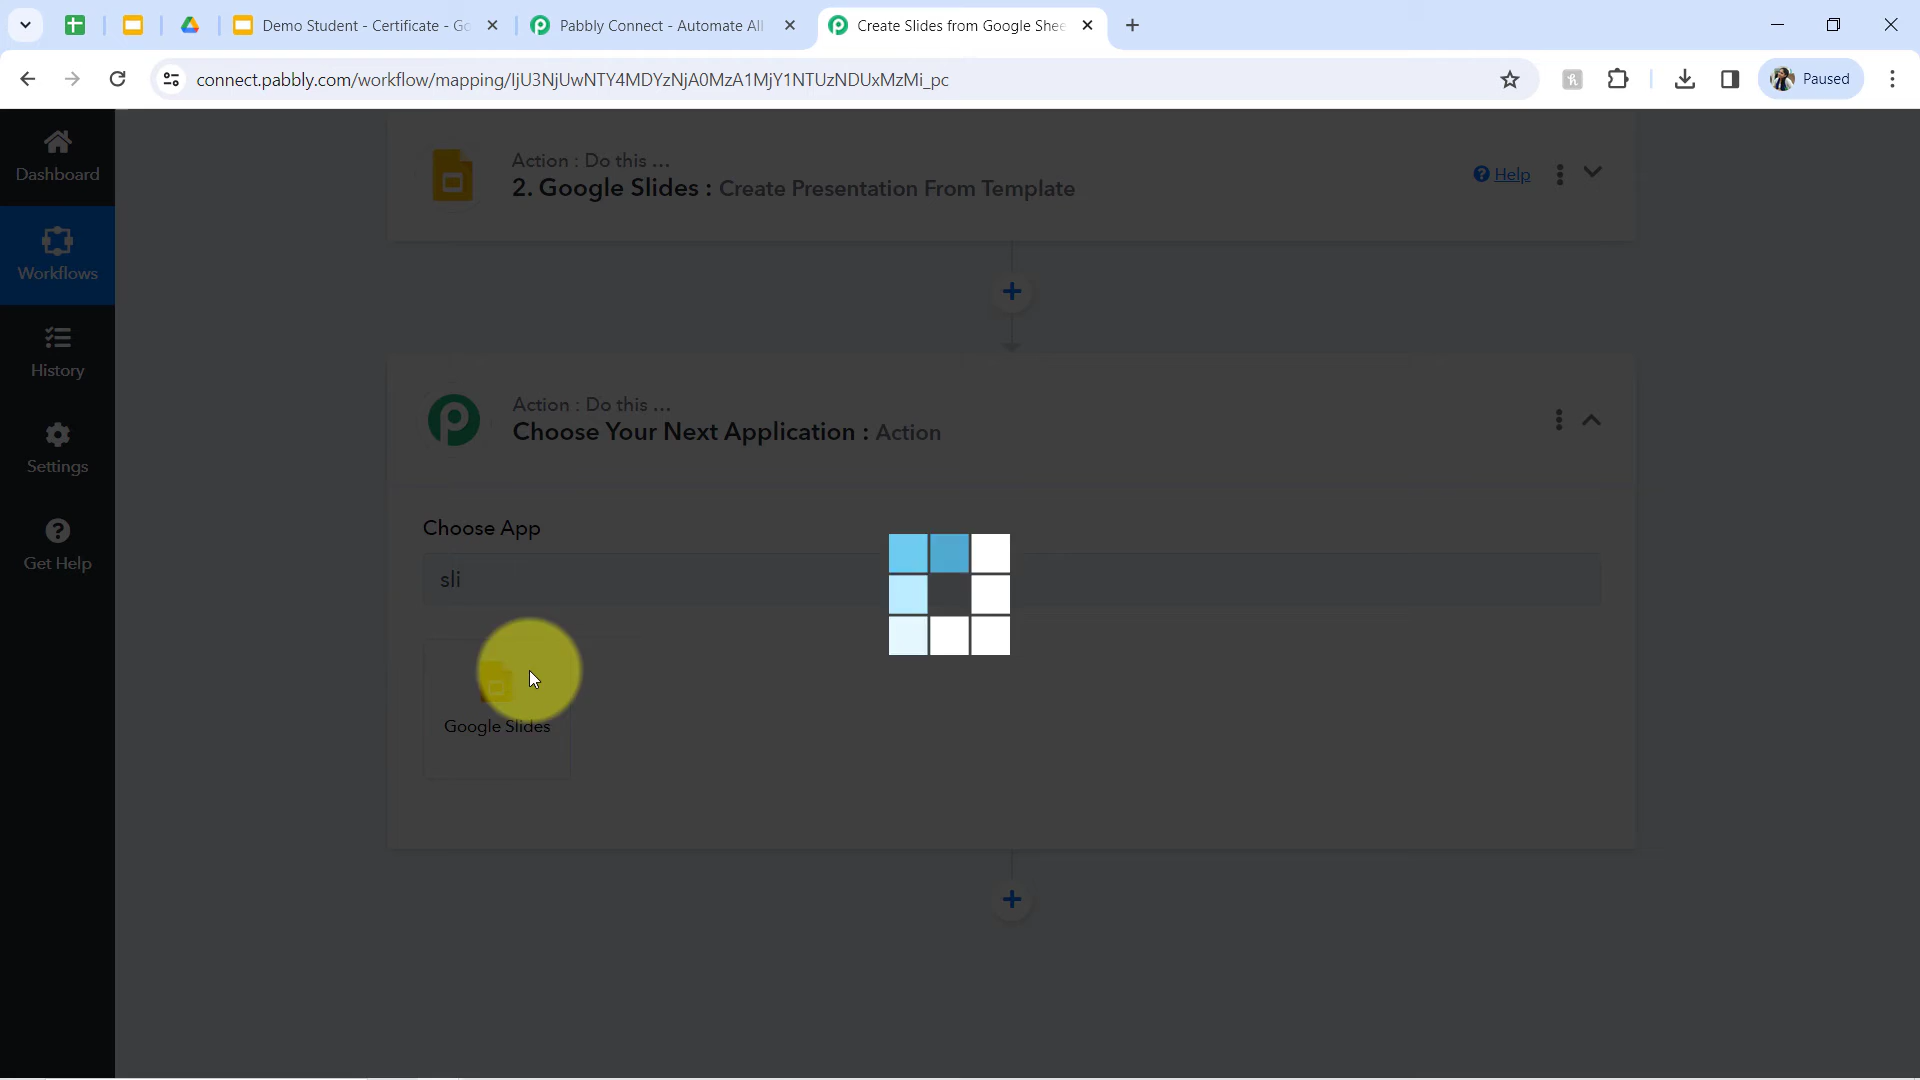 Demo Student - Certificate - Go
Pabbly Connect - Automate All
Create Slides from Google Shee
connect.pabbly.com/workflow/mapping/IjU3NjUwNTY4MDYzNjA0MzA1MjY1NTUzNDUxMzMi_pc
Paused
Dashboard
Workflows
History
Settings
Get Help
Action : Do this ...
2. Google Slides : Create Presentation From Template
Help
Action : Do this ...
Choose Your Next Application : Action
Choose App
sli
Google Slides